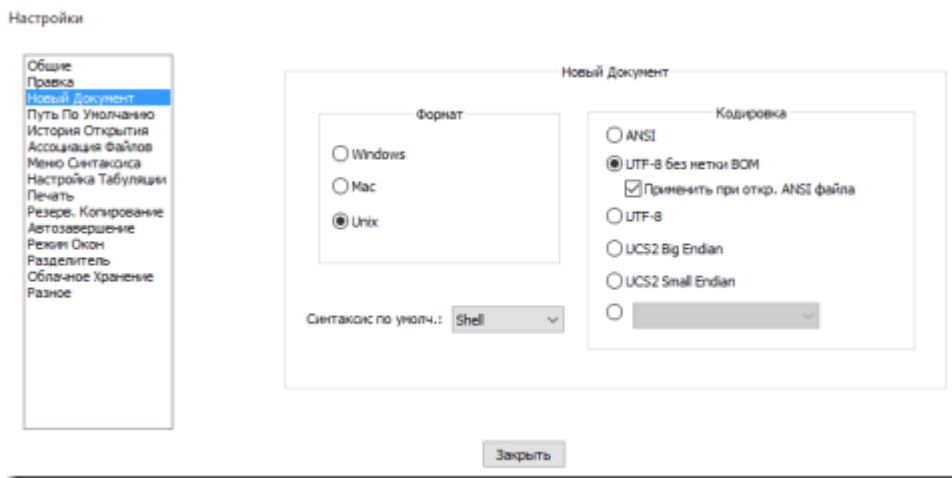 Настройки
Общие
Правка
Новый Документ
Путь По Умолчанию
История Открытия
Ассоциация Файлов
Меню Синтаксиса
Настройка Табуляции
Печать
Резерв. Копирование
Автозавершение
Режим Окон
Разделитель
Облачное Хранение
Разное
Новый Документ
Формат
Windows
Mac
Unix
Синтаксис по умолч.: Shell
Кодировка
ANSI
UTF-8 без метки BOM
Применить при откр. ANSI файла
UTF-8
UCS2 Big Endian
UCS2 Small Endian
Закрыть